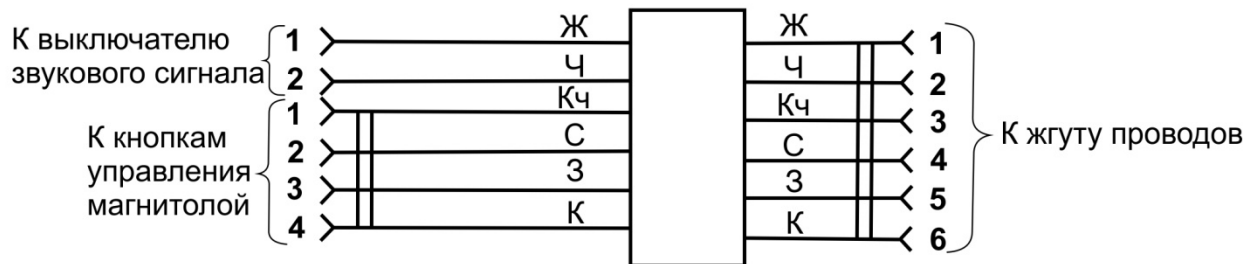 К выключателю
звукового сигнала
1 Ж
2 Ч
К кнопкам
управления
магнитолой
1 Кч
2 С
3 З
4 К
Ж 1
Ч 2
Кч 3
С 4
З 5
К 6
К жгуту проводов